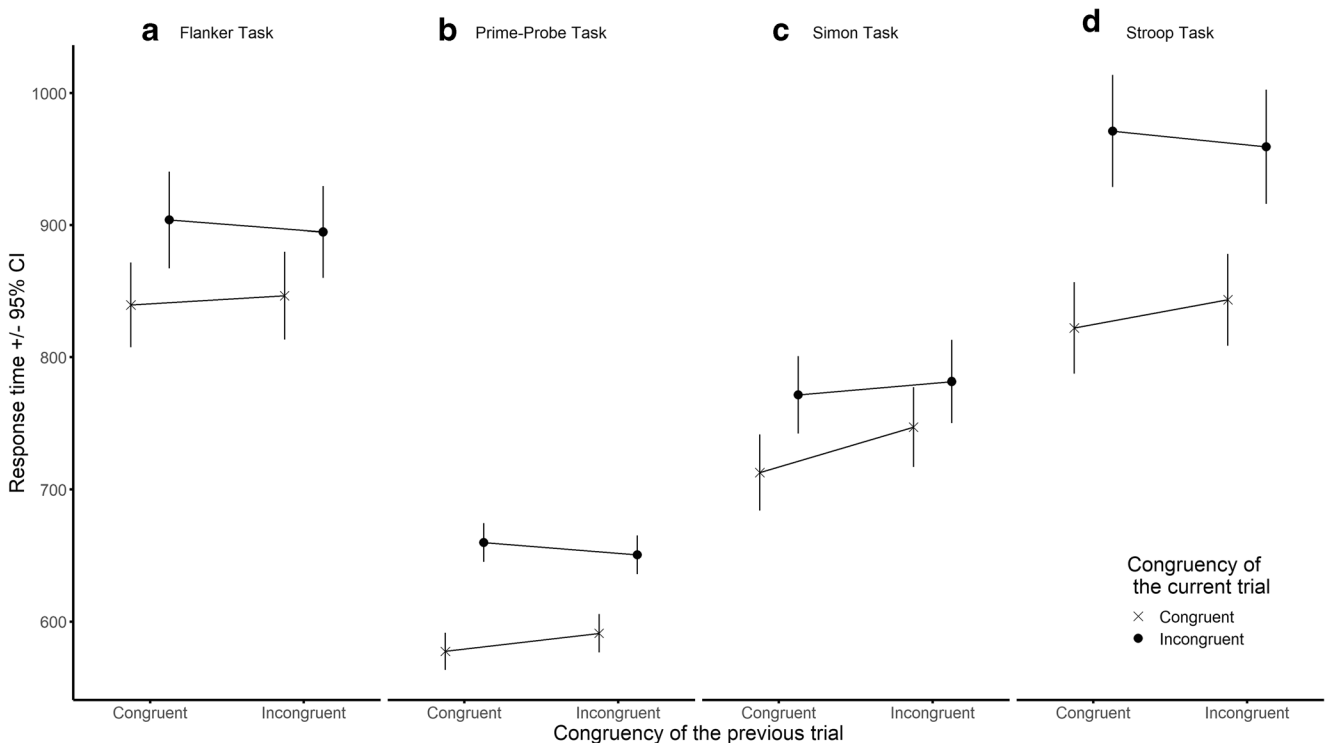 a Flanker Task
b Prime-Probe Task
c Simon Task
d Stroop Task
Response time +/- 95% CI
1000
900
800
700
600
Congruency of
the current trial
Congruent
Incongruent
Congruent Incongruent
Congruent Incongruent
Congruent Incongruent
Congruent Incongruent
Congruency of the previous trial